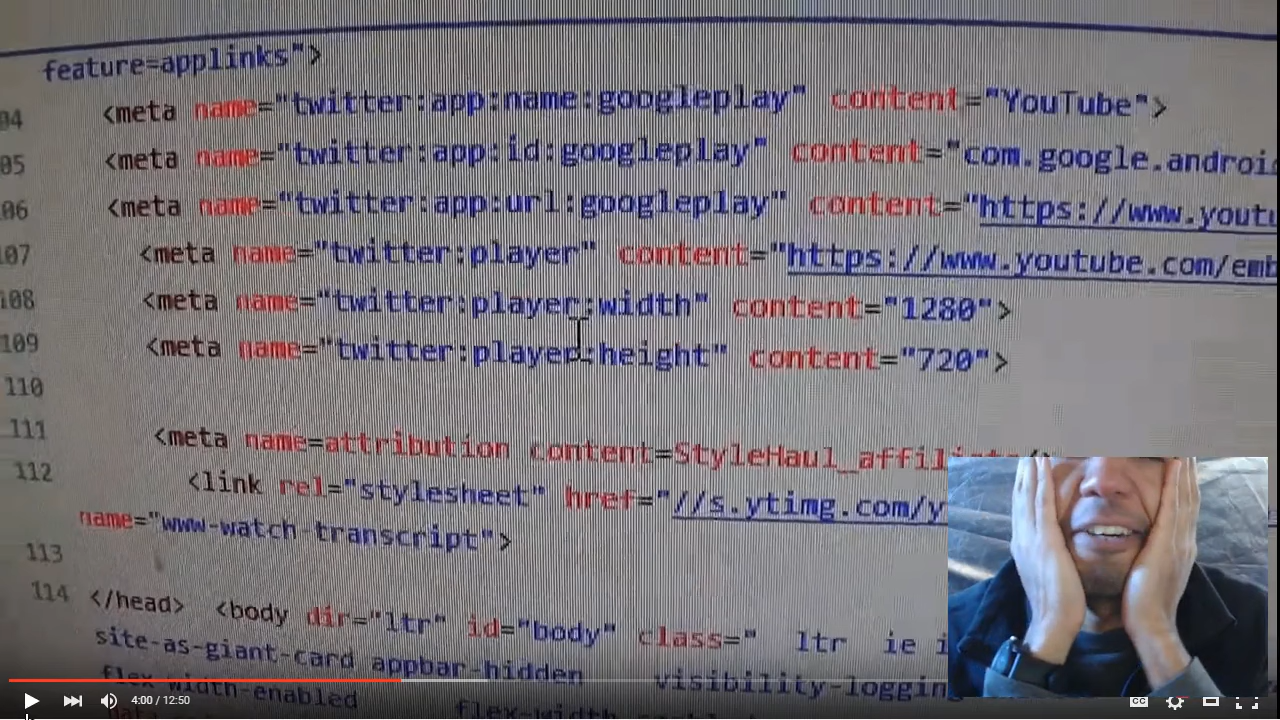 feature=applinks">
04 <meta name="twitter:app:name:googleplay" content="YouTube">
05 <meta name="twitter:app:id:googleplay" content="com.google.androi
06 <meta name="twitter:app:url:googleplay" content="https://www.youtu
107 <meta name="twitter:player" content="https://www.youtube.com/emb
108 <meta name="twitter:player:width" content="1280">
109 <meta name="twitter:player:height" content="720">
110
111 <meta name=attribution content=StyleHaul_affili
112 <link rel="stylesheet" href="//s.ytimg.com/y
name="www-watch-transcript">
113
114 </head> <body dir="ltr" id="body" class=" ltr ie i
site-as-giant-card appbar-hidden visibility-logging
flex-width-enabled
4:00 / 12:50
CC